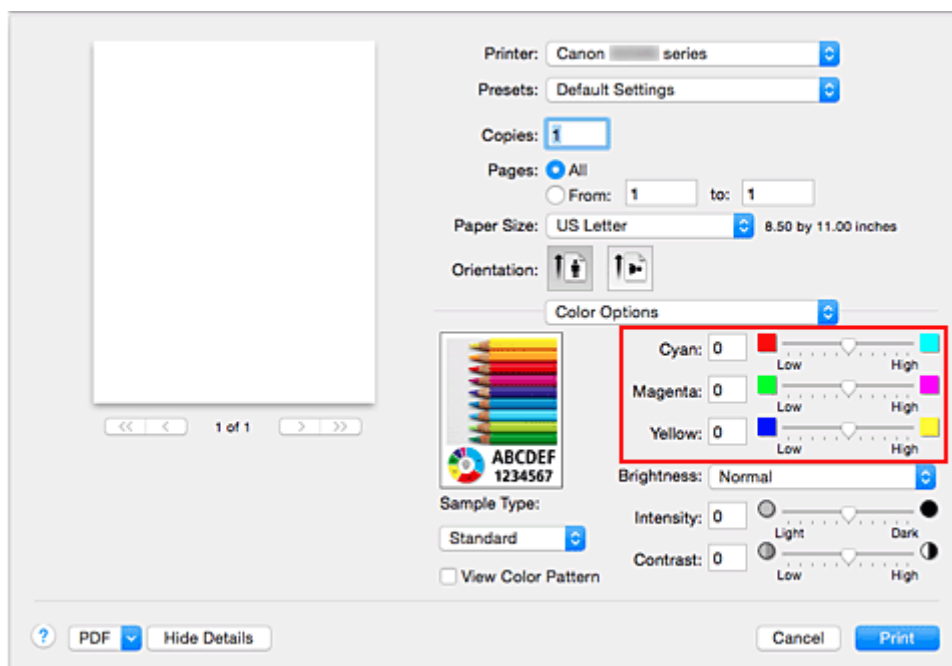 Printer: Canon series
Presets: Default Settings
Copies: 1
Pages: All
From: 1 to: 1
Paper Size: US Letter 8.50 by 11.00 inches
Orientation:
Color Options
Cyan: 0
Low High
Magenta: 0
Low High
Yellow: 0
Low High
ABCDEF
1234567
Brightness: Normal
Sample Type:
Standard
View Color Pattern
Intensity: 0
Light Dark
Contrast: 0
Low High
<< < 1 of 1 > >>
? PDF Hide Details Cancel Print